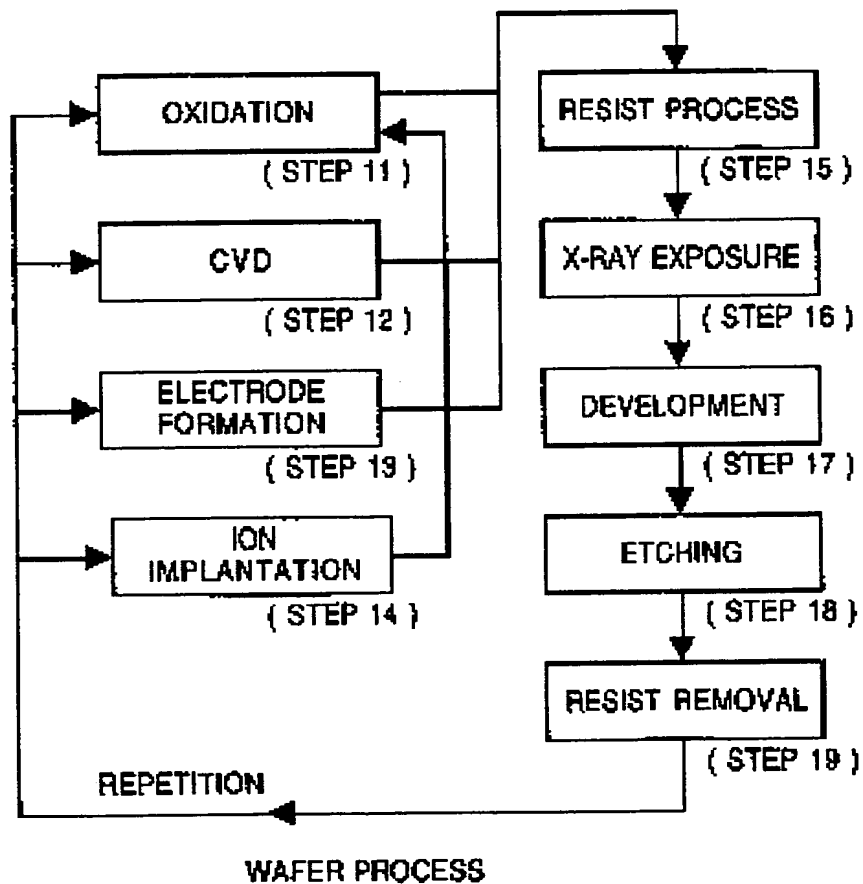 OXIDATION
( STEP 11 )
CVD
( STEP 12 )
ELECTRODE
FORMATION
( STEP 13 )
ION
IMPLANTATION
( STEP 14 )
RESIST PROCESS
( STEP 15 )
X-RAY EXPOSURE
( STEP 16 )
DEVELOPMENT
( STEP 17 )
ETCHING
( STEP 18 )
RESIST REMOVAL
( STEP 19 )
REPETITION
WAFER PROCESS